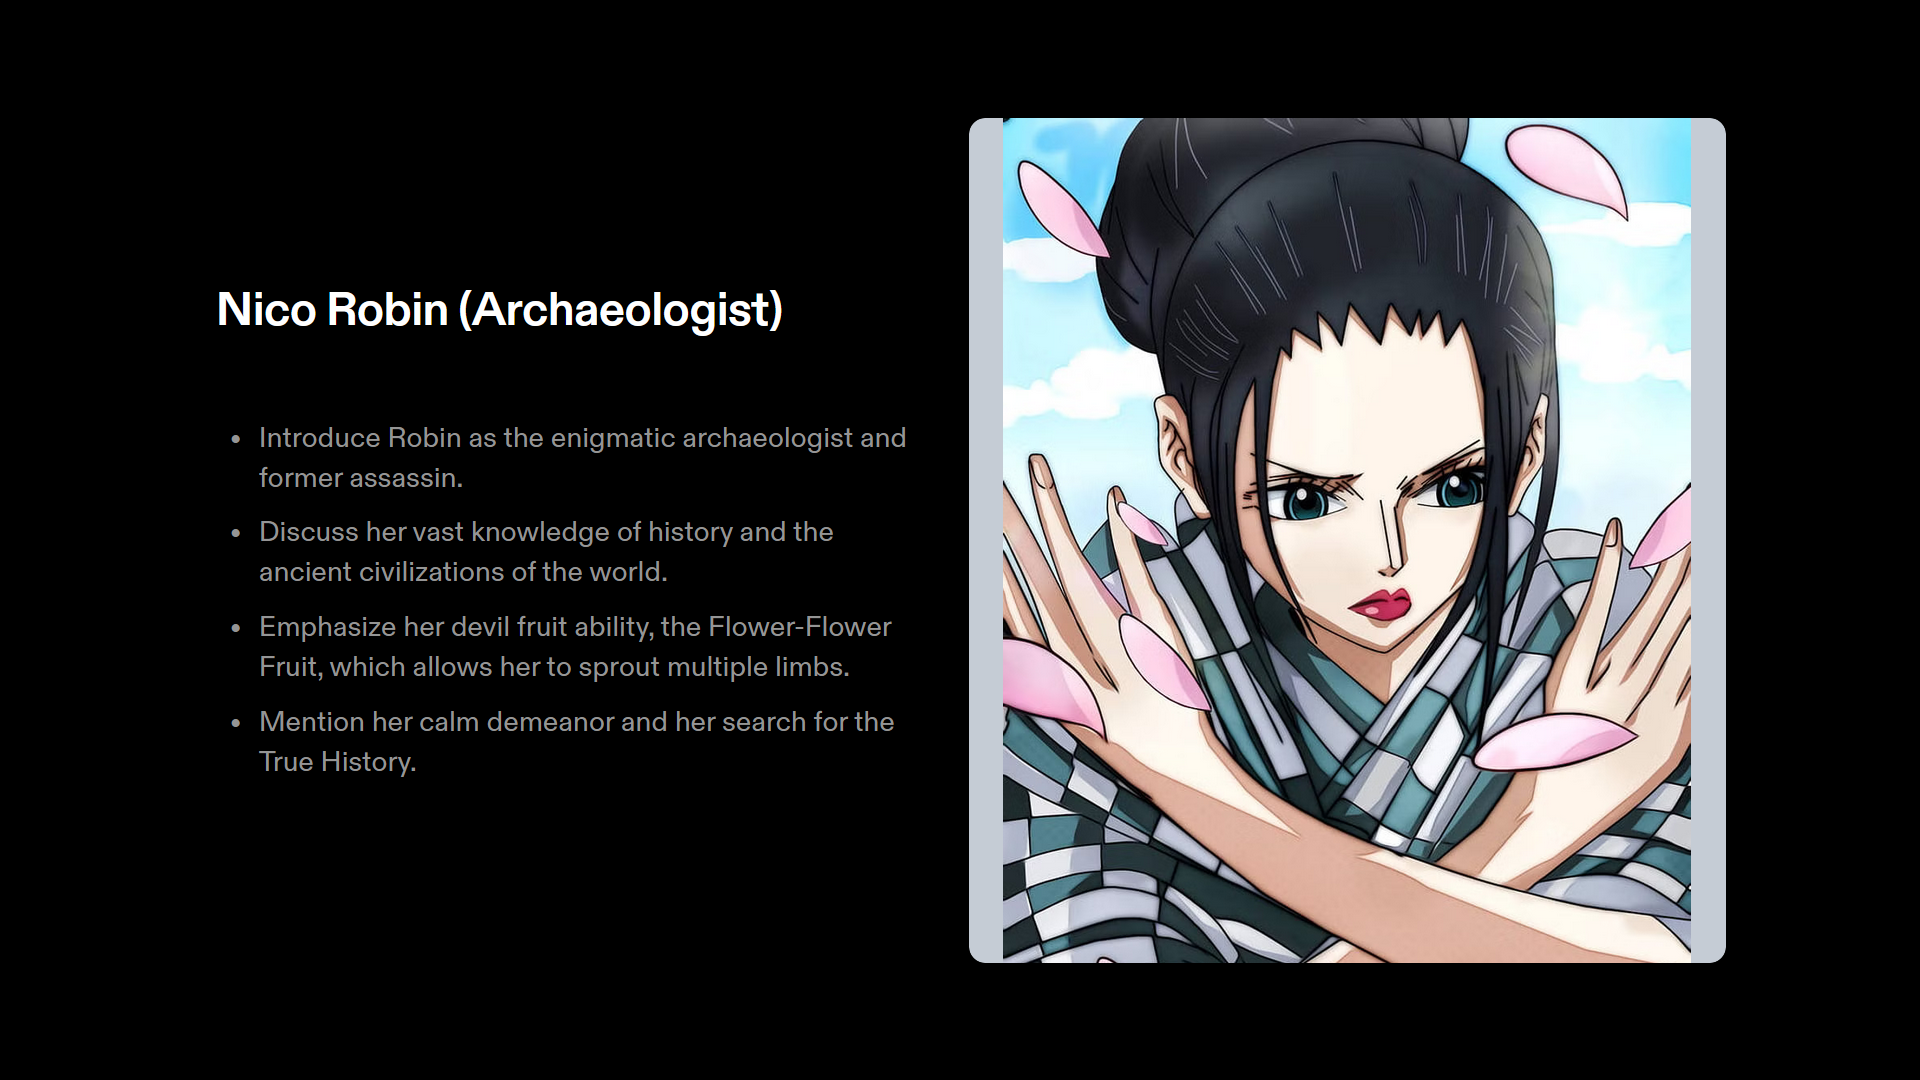 Nico Robin (Archaeologist)
• Introduce Robin as the enigmatic archaeologist and
former assassin.
• Discuss her vast knowledge of history and the
ancient civilizations of the world.
• Emphasize her devil fruit ability, the Flower-Flower
Fruit, which allows her to sprout multiple limbs.
• Mention her calm demeanor and her search for the
True History.